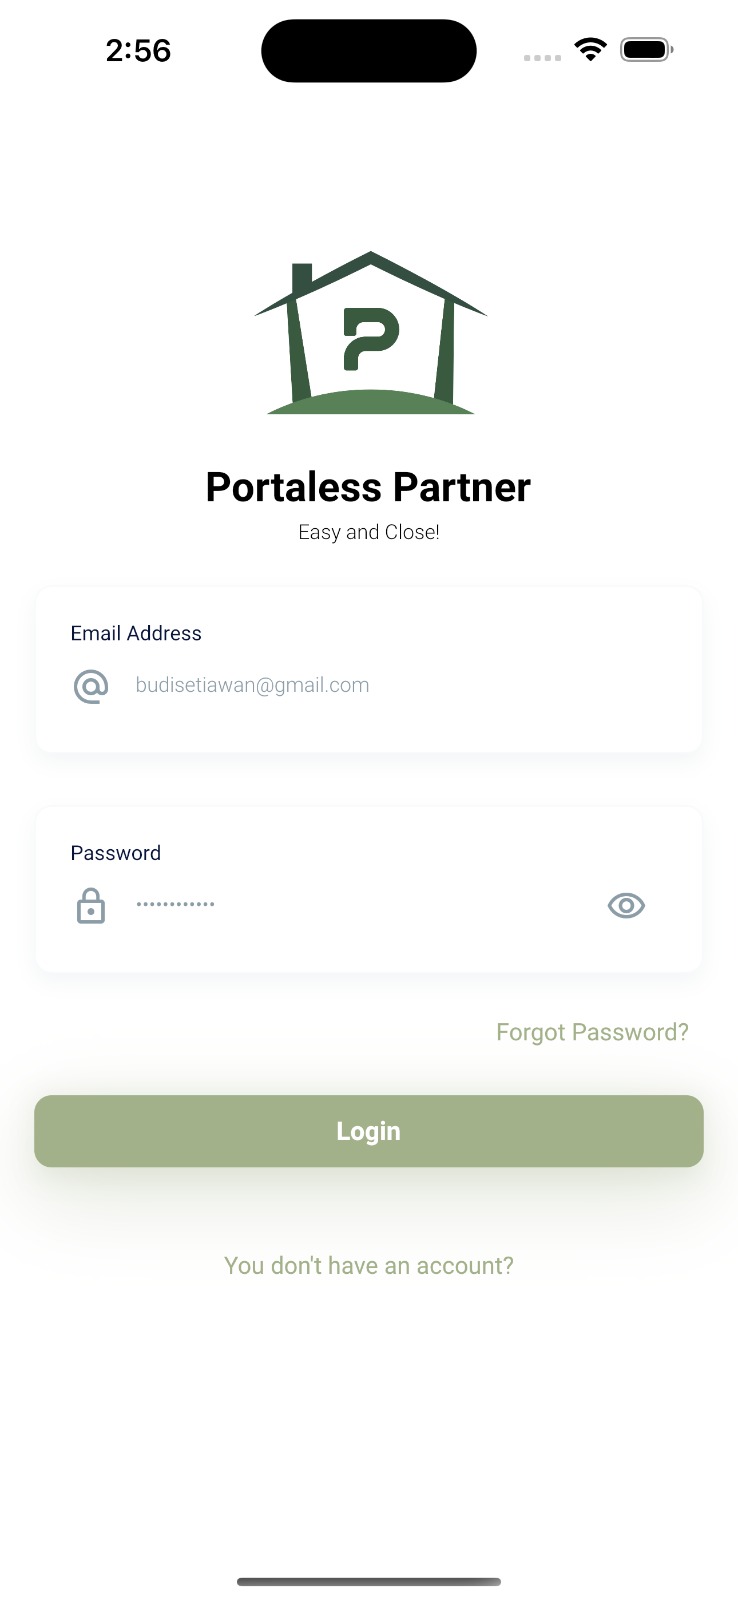 2:56
P
Portaless Partner
Easy and Close!
Email Address
budisetiawan@gmail.com
Password
••••••••••••
Forgot Password?
Login
You don't have an account?